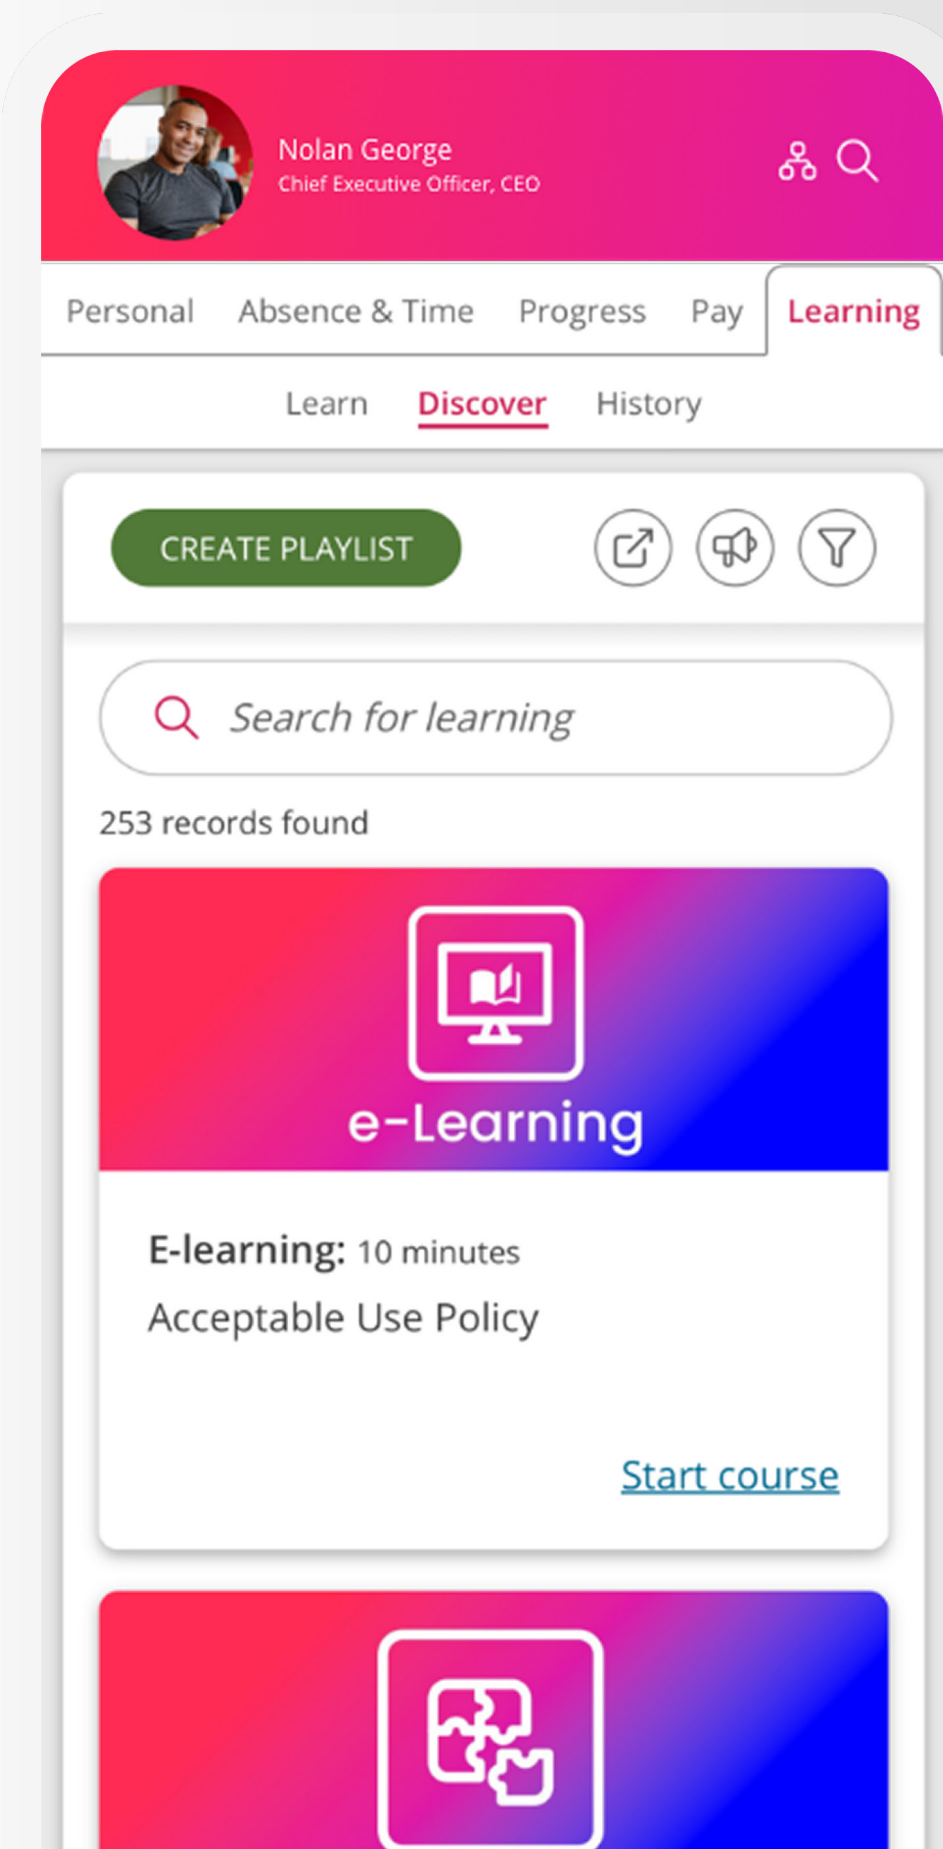 Nolan George
Chief Executive Officer, CEO
Personal Absence & Time Progress Pay Learning
Learn Discover History
CREATE PLAYLIST
Search for learning
253 records found
e-Learning
E-learning: 10 minutes
Acceptable Use Policy
Start course